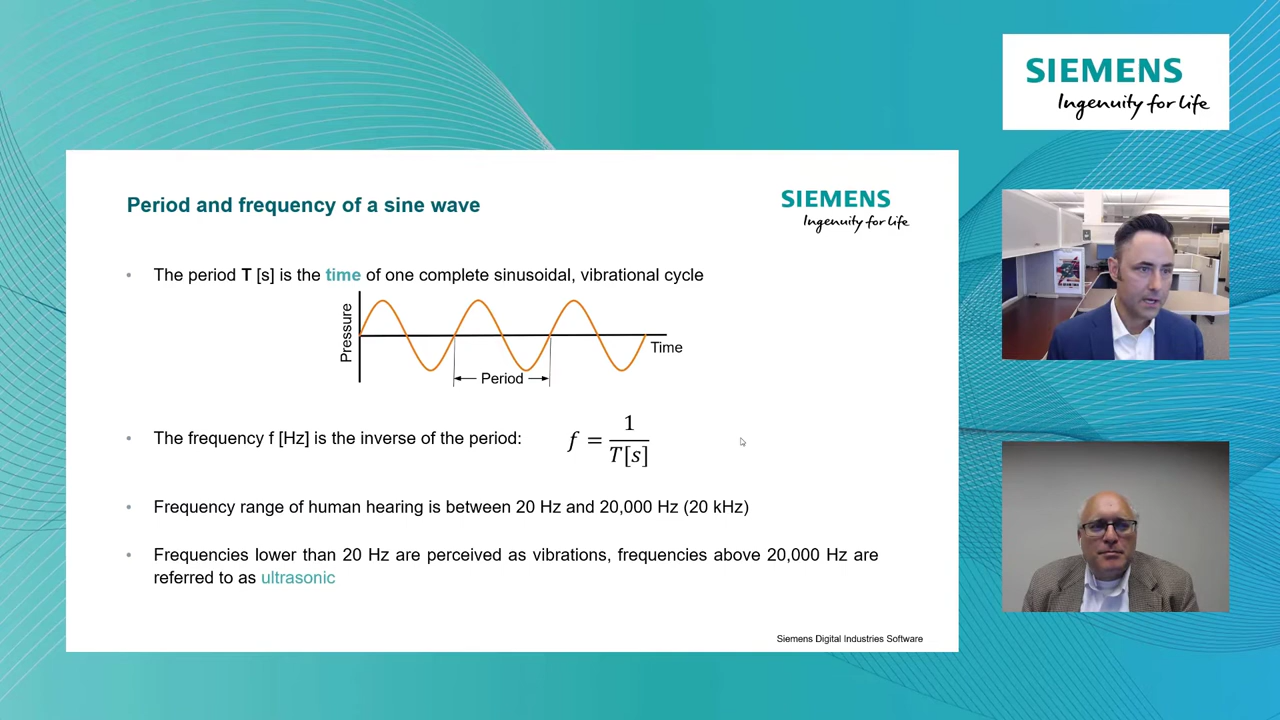 SIEMENS
Ingenuity for life
Period and frequency of a sine wave
SIEMENS
Ingenuity for life
• The period T [s] is the time of one complete sinusoidal, vibrational cycle
Pressure
Time
Period
• The frequency f [Hz] is the inverse of the period: f = 1 / T[s]
• Frequency range of human hearing is between 20 Hz and 20,000 Hz (20 kHz)
• Frequencies lower than 20 Hz are perceived as vibrations, frequencies above 20,000 Hz are
referred to as ultrasonic
Siemens Digital Industries Software